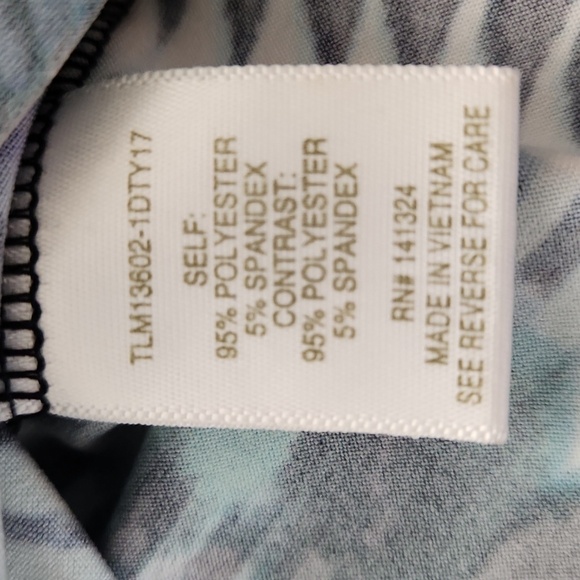 TLM13602-1DTY17
SELF:
95% POLYESTER
5% SPANDEX
CONTRAST:
95% POLYESTER
5% SPANDEX
RN# 141324
MADE IN VIETNAM
SEE REVERSE FOR CARE